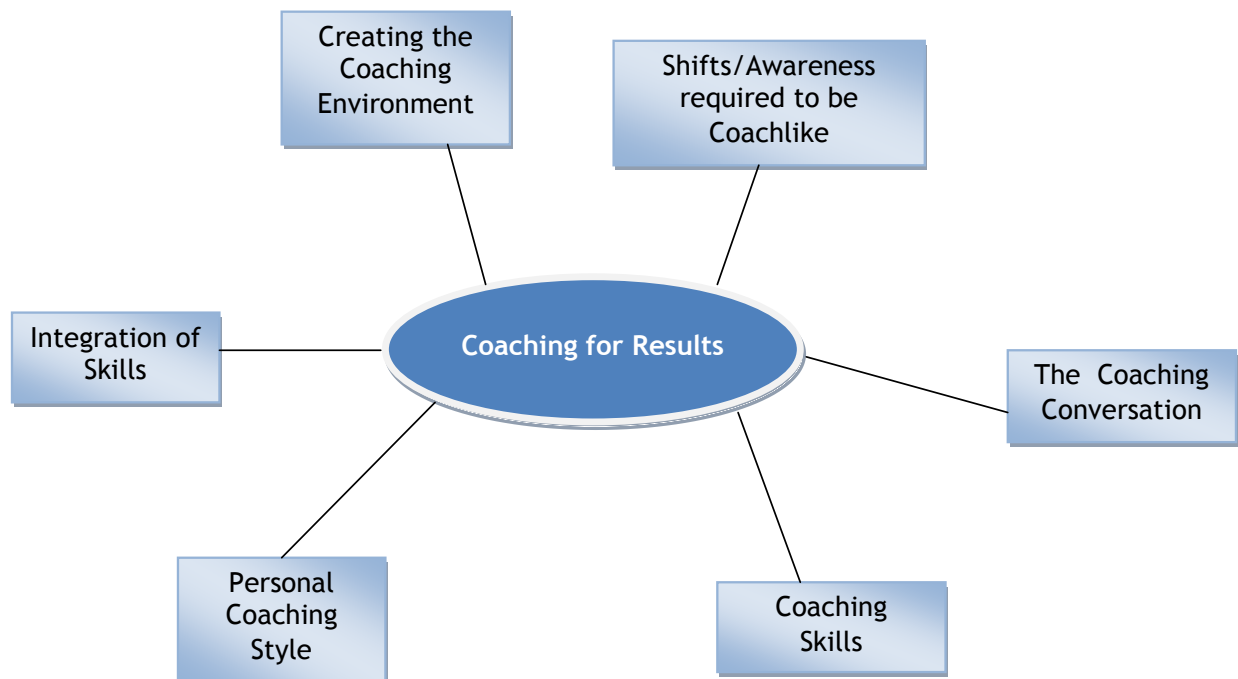 Creating the
Coaching
Environment
Shifts/Awareness
required to be
Coachlike
Coaching for Results
Integration of
Skills
The Coaching
Conversation
Personal
Coaching
Style
Coaching
Skills